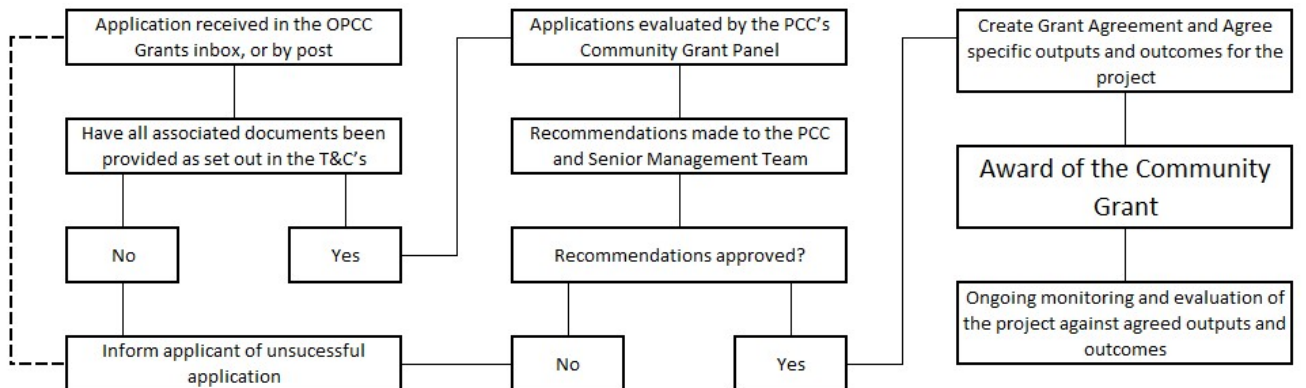 Application received in the OPCC
Grants inbox, or by post
Have all associated documents been
provided as set out in the T&C's
No
Yes
Inform applicant of unsucessful
application
Applications evaluated by the PCC's
Community Grant Panel
Recommendations made to the PCC
and Senior Management Team
Recommendations approved?
No
Yes
Create Grant Agreement and Agree
specific outputs and outcomes for the
project
Award of the Community
Grant
Ongoing monitoring and evaluation of
the project against agreed outputs and
outcomes